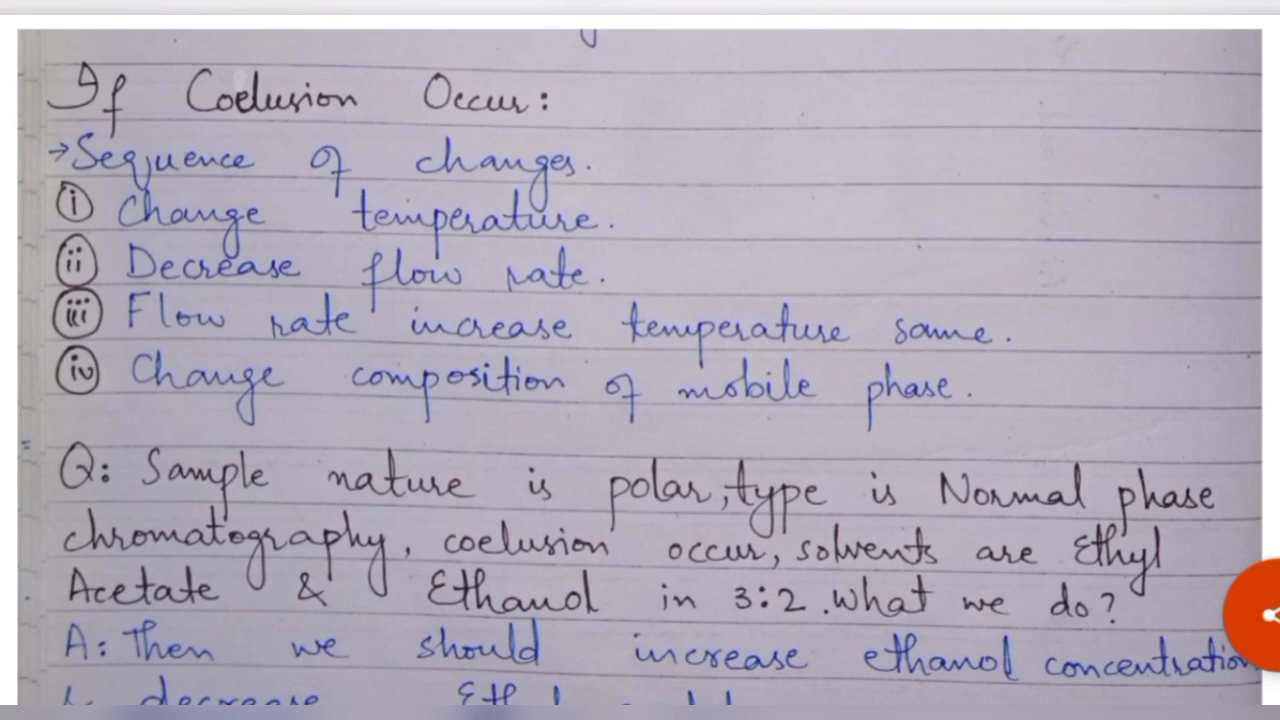 If Coelusion Occur:
→Sequence of changes.
(i) Change temperature.
(ii) Decrease flow rate.
(iii) Flow rate increase temperature same.
(iv) Change composition of mobile phase.
Q: Sample nature is polar, type is Normal phase
chromatography, coelusion occur, solvents are Ethyl
Acetate & Ethanol in 3:2. What we do?
A: Then we should increase ethanol concentration
decrease